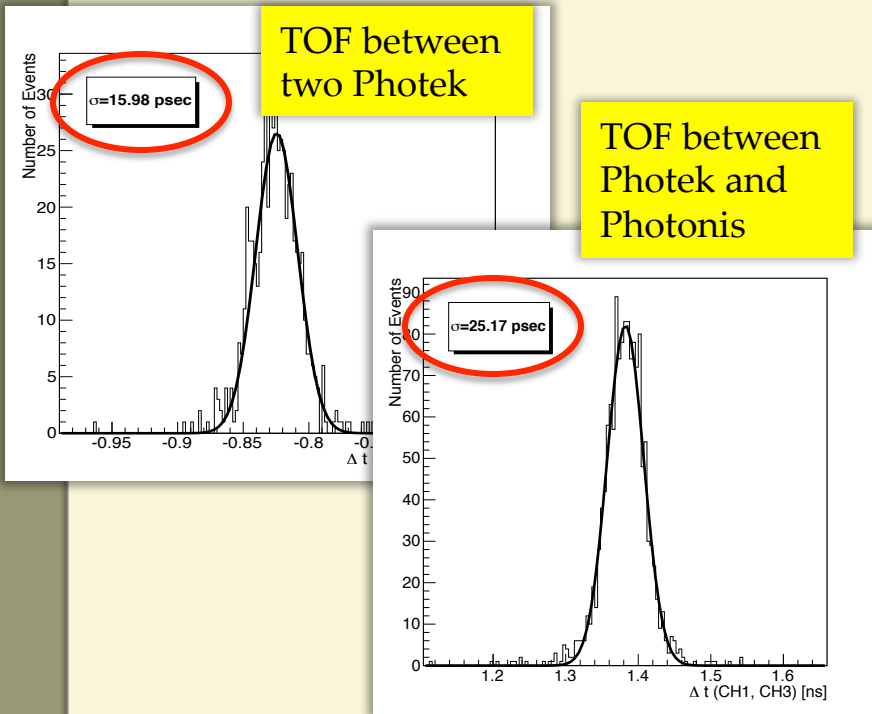 TOF between
two Photek
Number of Events
σ=15.98 psec
30
25
20
15
10
5
0
-0.95 -0.9 -0.85 -0.8
Δ t
TOF between
Photek and
Photonis
Number of Events
σ=25.17 psec
90
80
70
60
50
40
30
20
10
0
1.2 1.3 1.4 1.5 1.6
Δ t (CH1, CH3) [ns]